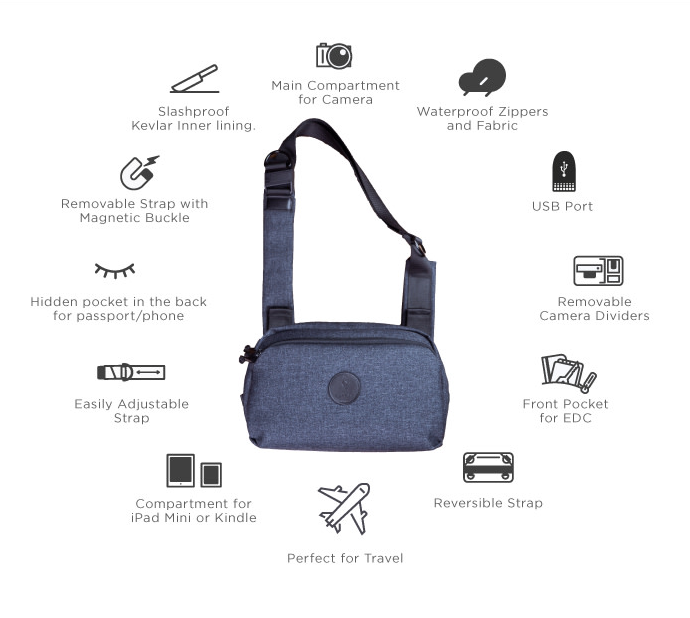 Main Compartment
for Camera
Slashproof
Kevlar Inner lining.
Waterproof Zippers
and Fabric
Removable Strap with
Magnetic Buckle
USB Port
Hidden pocket in the back
for passport/phone
Removable
Camera Dividers
Easily Adjustable
Strap
Front Pocket
for EDC
Compartment for
iPad Mini or Kindle
Reversible Strap
Perfect for Travel